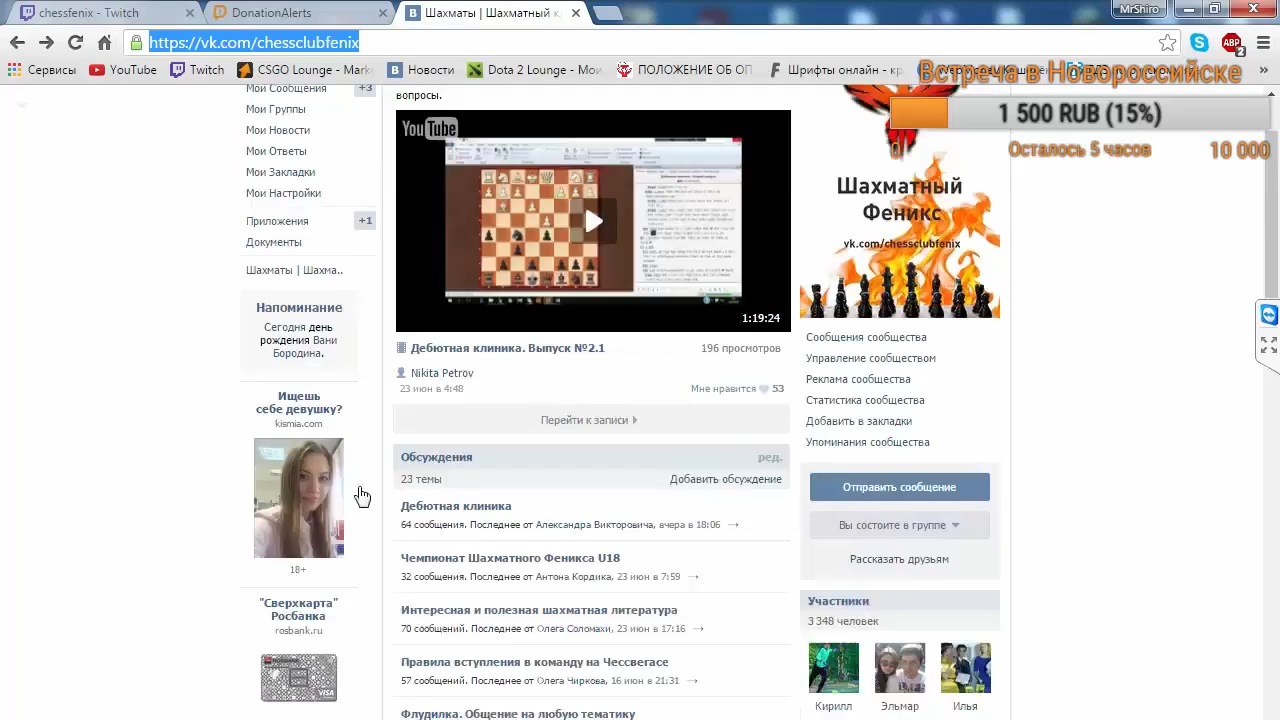 chessfenix - Twitch
DonationAlerts
Шахматы | Шахматный к
MrShiro
https://vk.com/chessclubfenix
ABP
2
Сервисы
YouTube
Twitch
CSGO Lounge - Marke
Новости
Dota 2 Lounge - Мои
ПОЛОЖЕНИЕ ОБ ОП
Шрифты онлайн - кр
Встреча в Новороссийске
1 500 RUB (15%)
0
Осталось 5 часов
10 000
Мои Сообщения +3
Мои Группы
Мои Новости
Мои Ответы
Мои Закладки
Мои Настройки
Приложения +1
Документы
Шахматы | Шахма..
Напоминание
Сегодня день
рождения Вани
Бородина.
Ищешь
себе девушку?
kismia.com
18+
"Сверхкарта"
Росбанка
rosbank.ru
VISA
вопросы.
YouTube
1:19:24
Дебютная клиника. Выпуск №2.1
196 просмотров
Nikita Petrov
23 июн в 4:48
Мне нравится 53
Перейти к записи
Обсуждения
ред.
23 темы
Добавить обсуждение
Дебютная клиника
64 сообщения. Последнее от Александра Викторовича, вчера в 18:06 →
Чемпионат Шахматного Феникса U18
32 сообщения. Последнее от Антона Кордика, 23 июн в 7:59 →
Интересная и полезная шахматная литература
70 сообщений. Последнее от Олега Соломахи, 23 июн в 17:16 →
Правила вступления в команду на Чессвегасе
57 сообщений. Последнее от Олега Чиркова, 16 июн в 21:31 →
Флудилка. Общение на любую тематику
Шахматный
Феникс
vk.com/chessclubfenix
Сообщения сообщества
Управление сообществом
Реклама сообщества
Статистика сообщества
Добавить в закладки
Упоминания сообщества
Отправить сообщение
Вы состоите в группе
Рассказать друзьям
Участники
3 348 человек
Кирилл
Эльмар
Илья